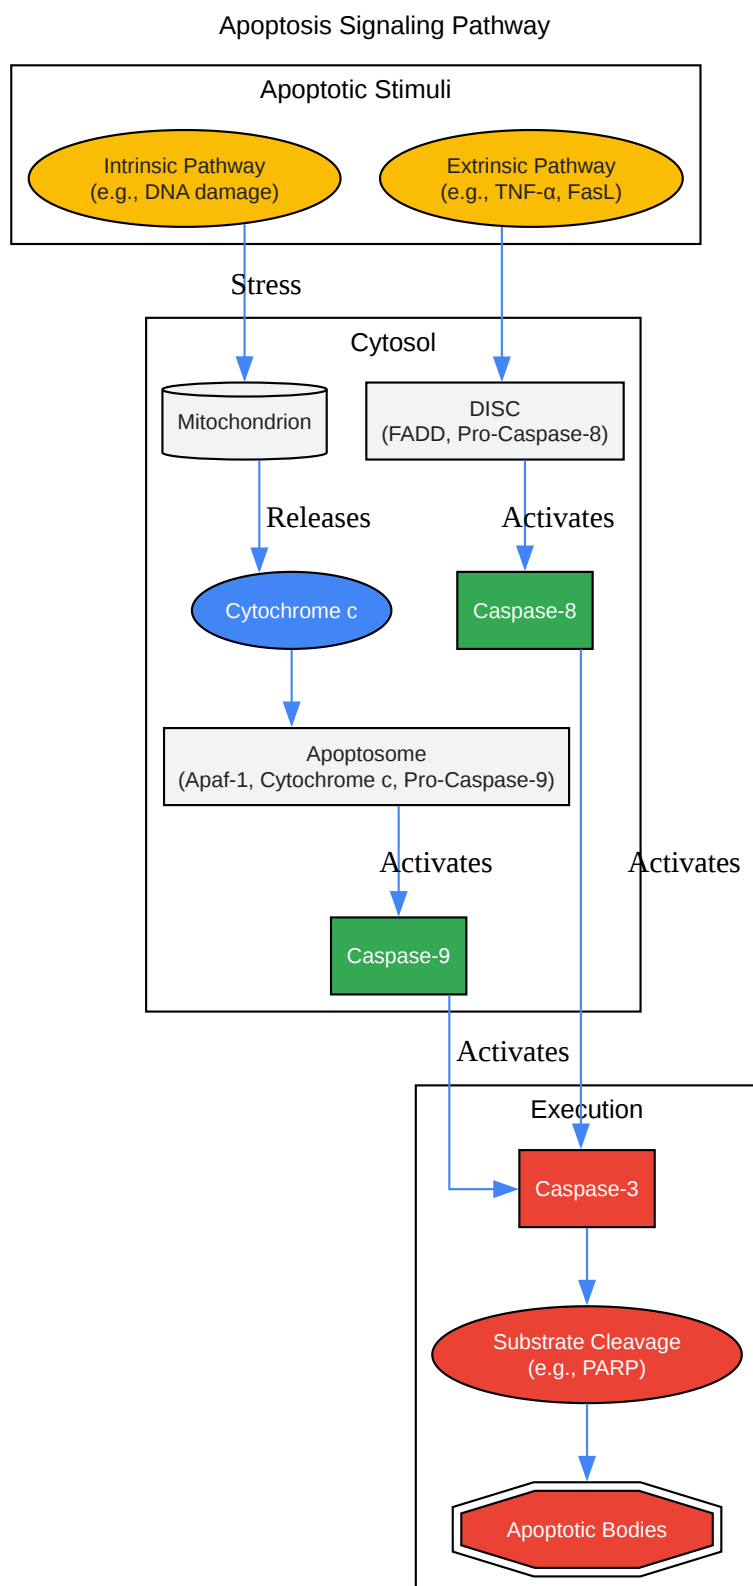 Apoptosis Signaling Pathway
Apoptotic Stimuli
Intrinsic Pathway
(e.g., DNA damage)
Extrinsic Pathway
(e.g., TNF-α, FasL)
Stress
Cytosol
Mitochondrion
DISC
(FADD, Pro-Caspase-8)
Releases
Activates
Cytochrome c
Caspase-8
Apoptosome
(Apaf-1, Cytochrome c, Pro-Caspase-9)
Activates
Activates
Caspase-9
Activates
Execution
Caspase-3
Substrate Cleavage
(e.g., PARP)
Apoptotic Bodies